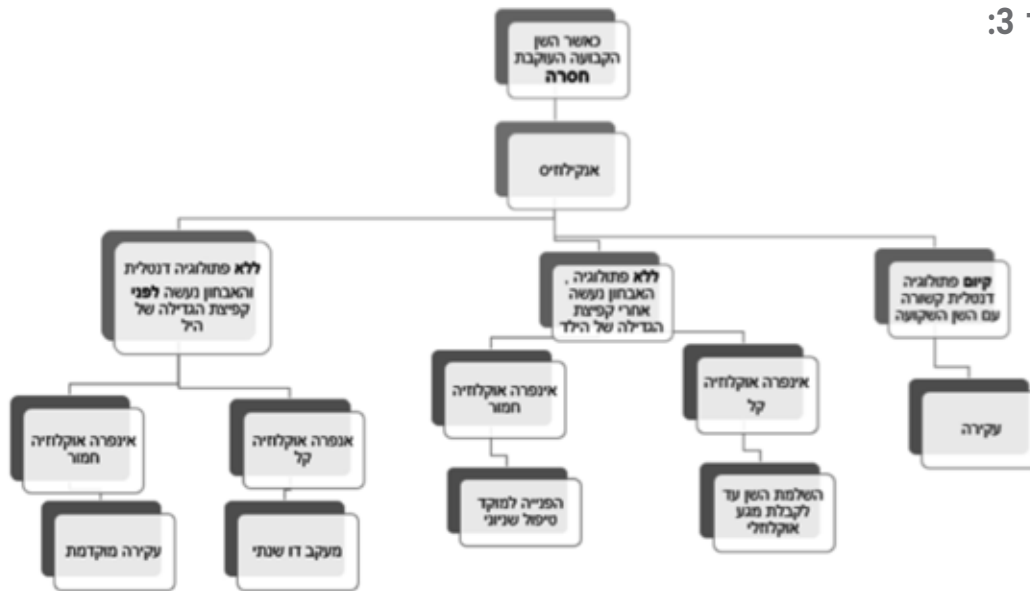 :3
כאשר השן
הקבועה העוקבת
חסרה
אנקילוזיס
קיום פתולוגיה
דנטלית קשורה
עם השן השקועה
עקירה
ללא פתולוגיה ,
האבחון נעשה
אחרי קפיצת
הגדילה של הילד
אינפרה אוקלוזיה
קל
השלמת השן עד
לקבלת מגע
אוקלוזלי
אינפרה אוקלוזיה
חמור
הפנייה למוקד
טיפול שניוני
ללא פתולוגיה דנטלית
והאבחון נעשה לפני
קפיצת הגדילה של
היל
אנפרה אוקלוזיה
קל
מעקב דו שנתי
אינפרה אוקלוזיה
חמור
עקירה מוקדמת